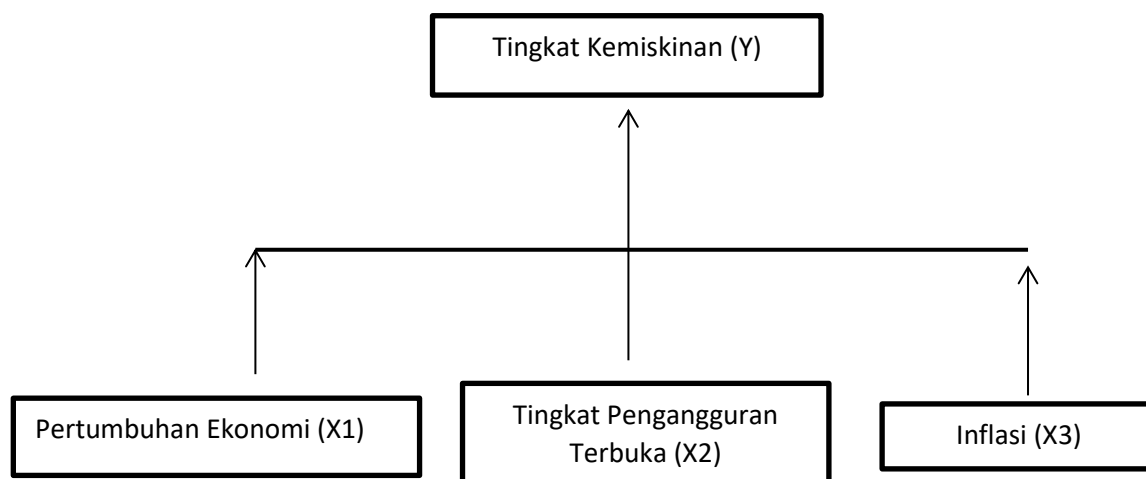 Tingkat Kemiskinan (Y)
Pertumbuhan Ekonomi (X1)
Tingkat Pengangguran
Terbuka (X2)
Inflasi (X3)